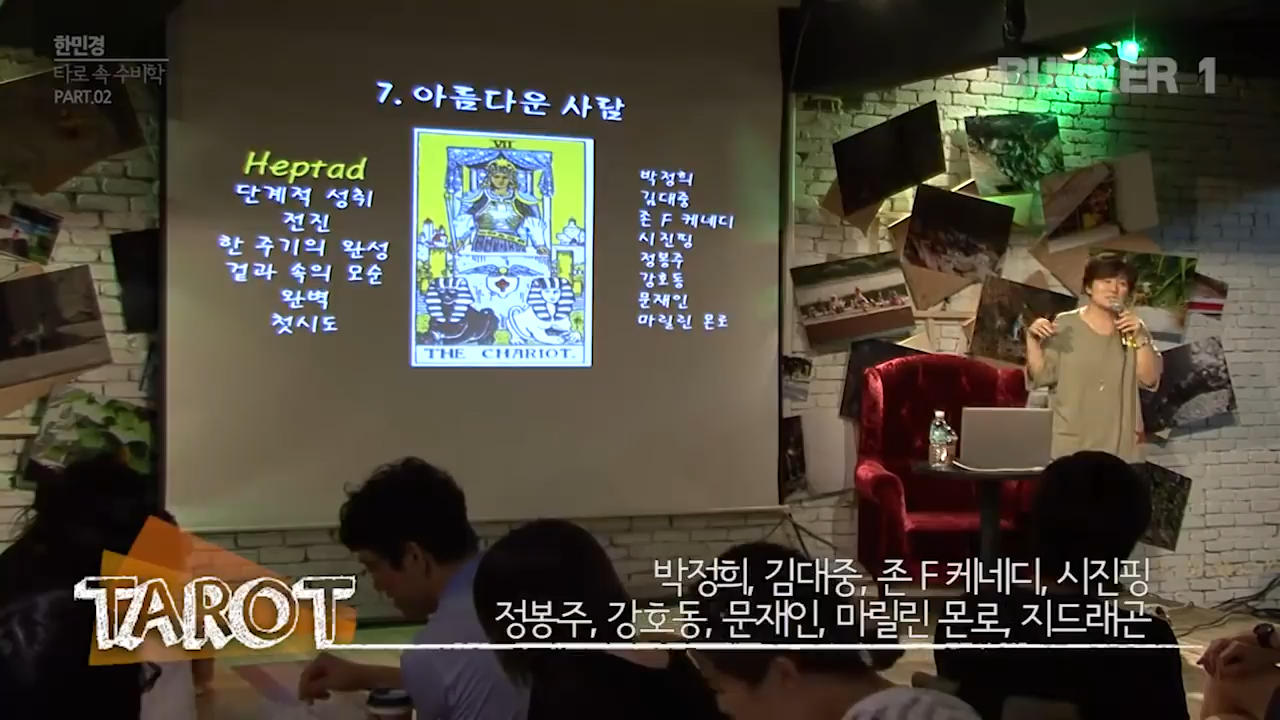 한민경
타로 속 수비학
PART.02
BUNKER 1
7. 아름다운 사람
Heptad
단계적 성취
전진
한 주기의 완성
결과 속의 모순
완벽
첫시도
VII
THE CHARIOT.
박정희
김대중
존 F 케네디
시진핑
정봉주
강호동
문재인
마릴린 몬로
TAROT
박정희, 김대중, 존 F 케네디, 시진핑
정봉주, 강호동, 문재인, 마릴린 몬로, 지드래곤